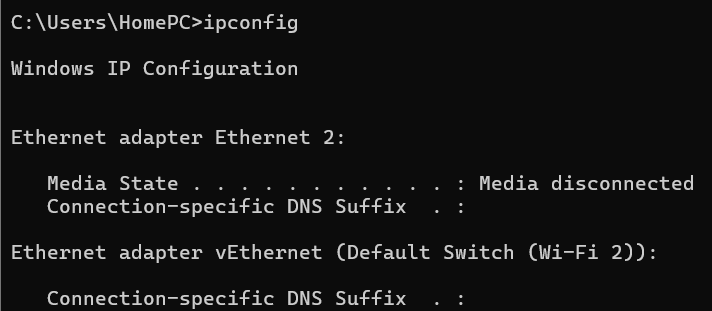 C:\Users\HomePC>ipconfig
Windows IP Configuration
Ethernet adapter Ethernet 2:
   Media State . . . . . . . . . . . : Media disconnected
   Connection-specific DNS Suffix  . :
Ethernet adapter vEthernet (Default Switch (Wi-Fi 2)):
   Connection-specific DNS Suffix  . :